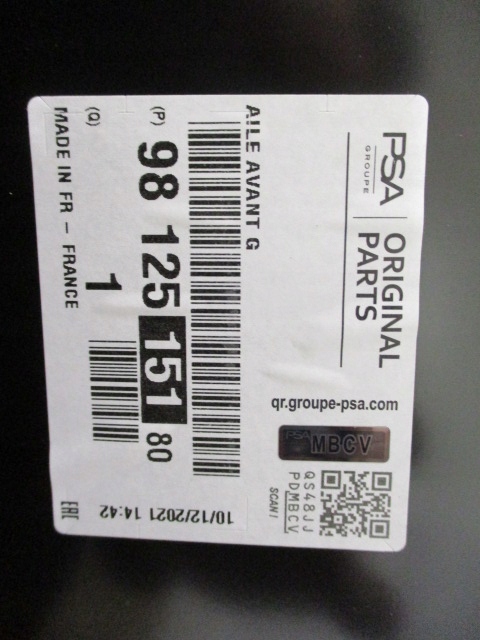 PSA
GROUPE
ORIGINAL
PARTS
qr.groupe-psa.com
MBCV
QS48JJ
PDMBCV
SCAN!
AILE AVANT G
(P) 98 125 151 80
(Q) 1
MADE IN FR - FRANCE
10/12/2021 14:42
EAC